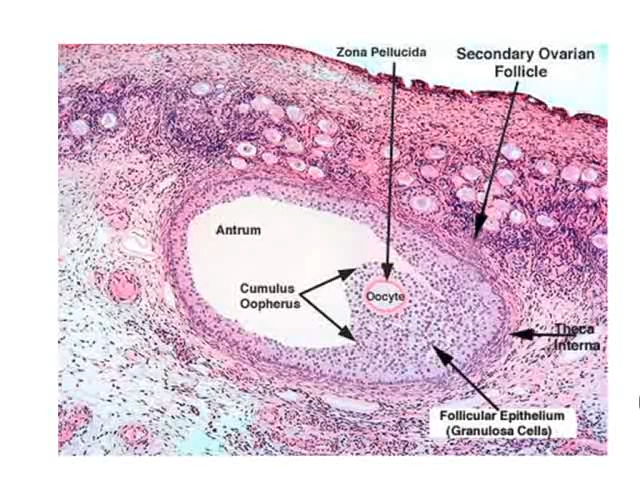 Zona Pellucida
Secondary Ovarian
Follicle
Antrum
Cumulus
Oopherus
Oocyte
Theca
Interna
Follicular Epithelium
(Granulosa Cells)